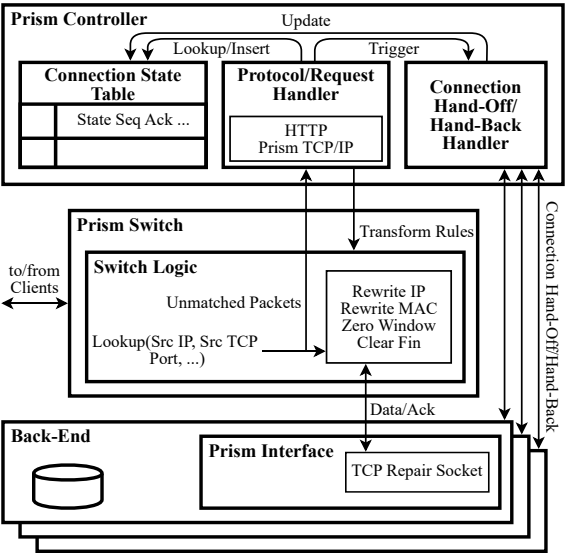 Prism Controller
Update
Lookup/Insert
Trigger
Connection State
Table
State Seq Ack ...
Protocol/Request
Handler
HTTP
Prism TCP/IP
Connection
Hand-Off/
Hand-Back
Handler
Prism Switch
Transform Rules
Switch Logic
to/from
Clients
Unmatched Packets
Lookup(Src IP, Src TCP
Port, ...)
Rewrite IP
Rewrite MAC
Zero Window
Clear Fin
Connection Hand-Off/Hand-Back
Data/Ack
Back-End
Prism Interface
TCP Repair Socket